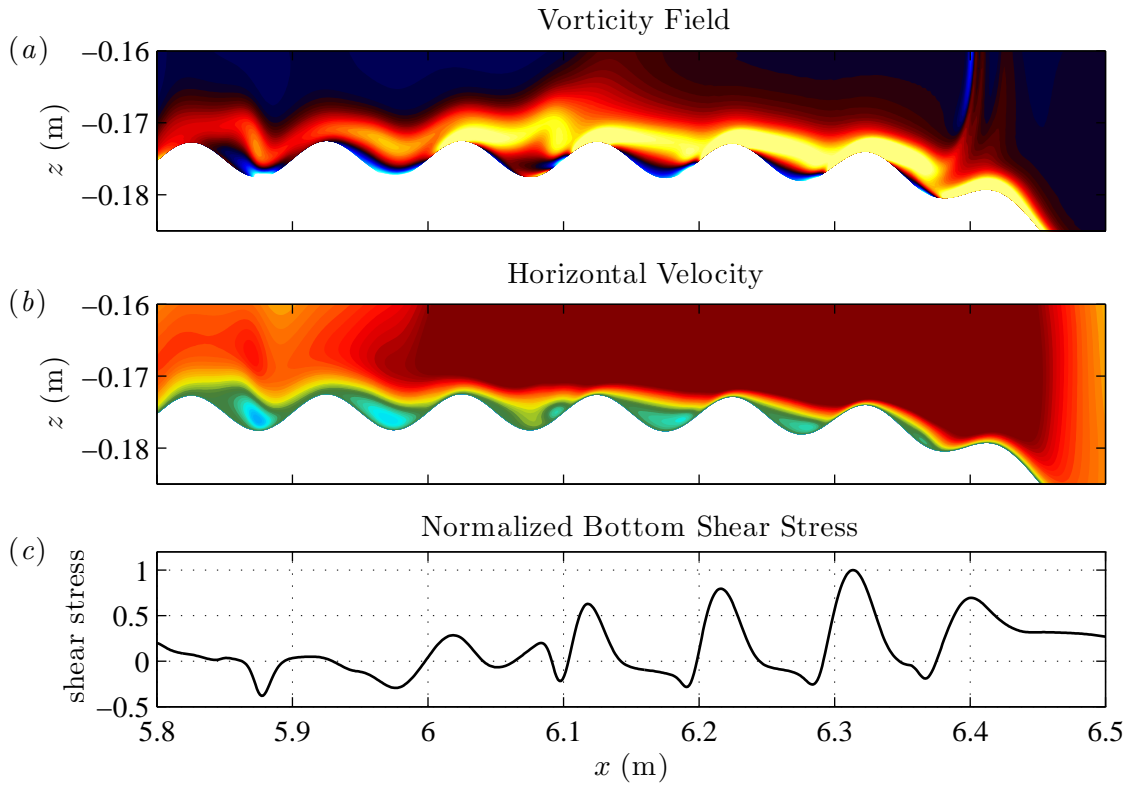 Vorticity Field
(a)
−0.16
−0.17
−0.18
z (m)
Horizontal Velocity
(b)
−0.16
−0.17
−0.18
z (m)
Normalized Bottom Shear Stress
(c)
1
0.5
0
−0.5
shear stress
5.8 5.9 6 6.1 6.2 6.3 6.4 6.5
x (m)